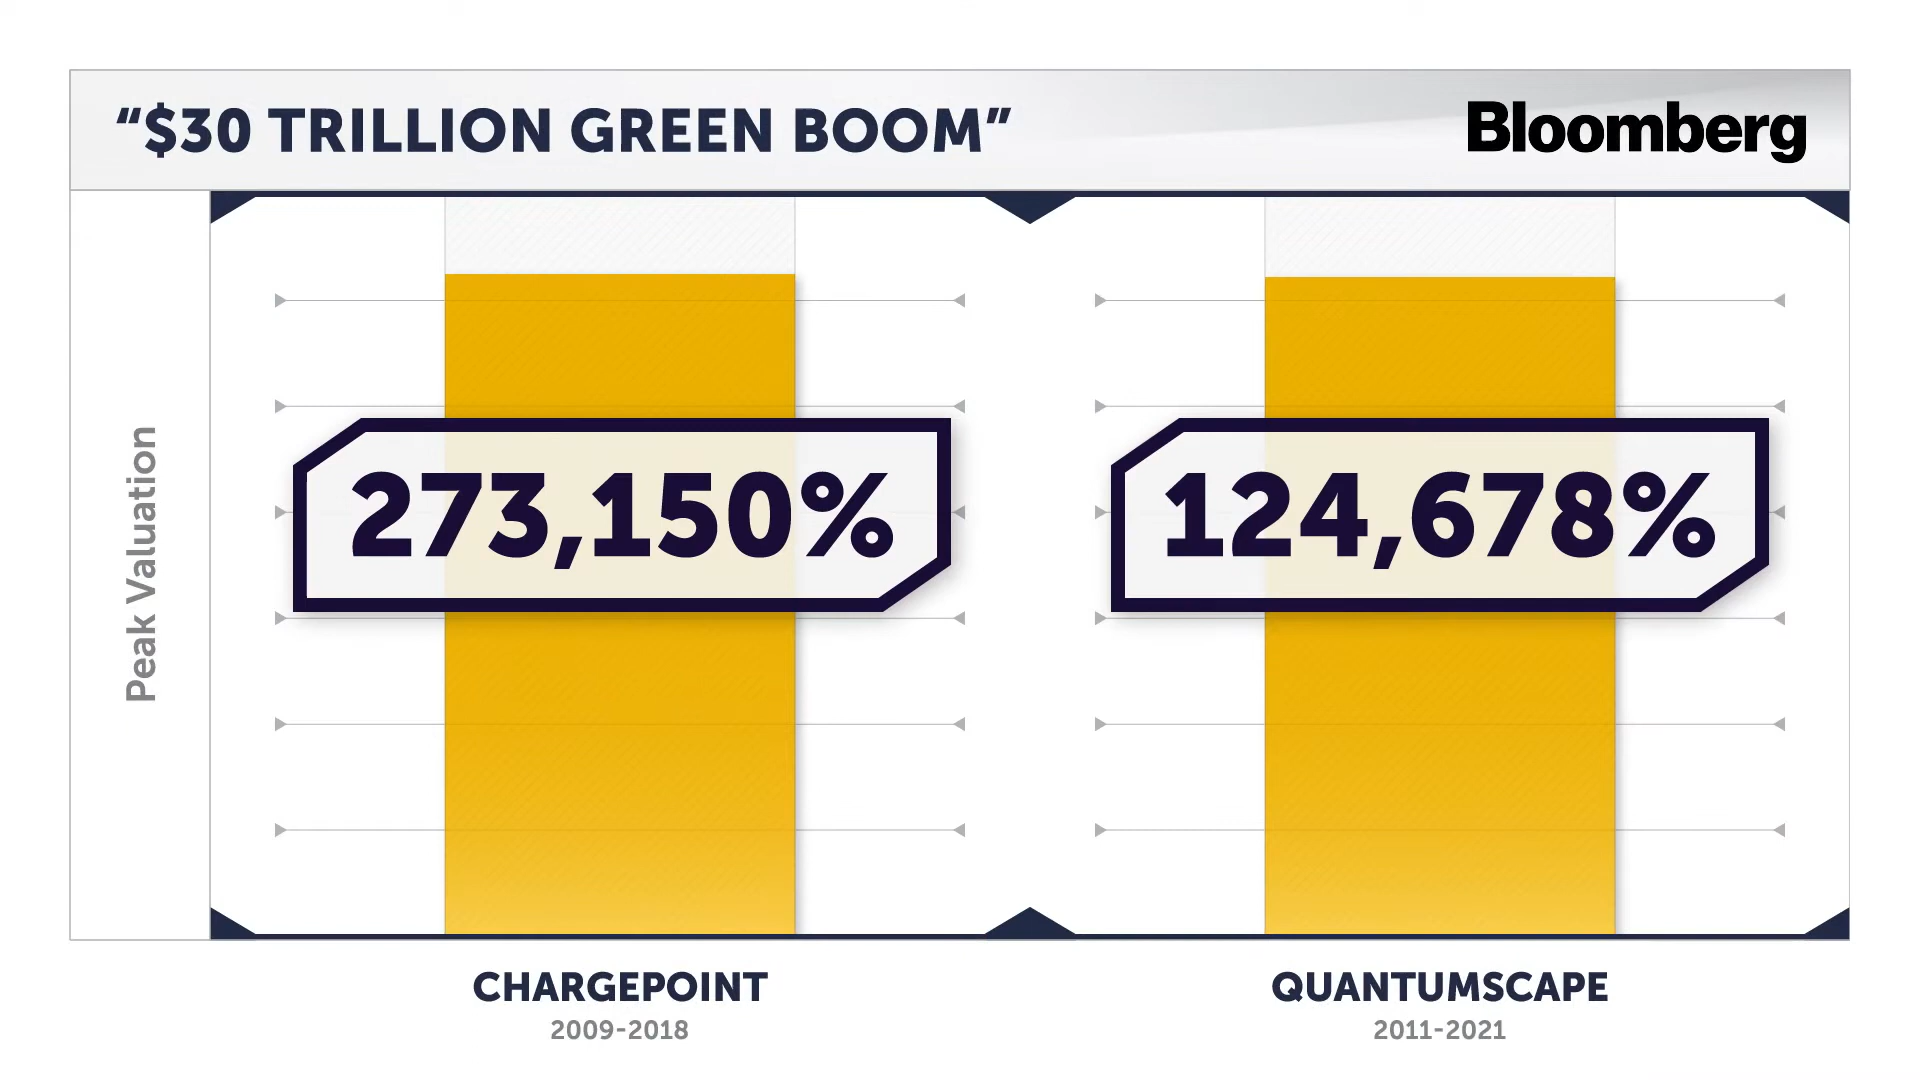 “$30 TRILLION GREEN BOOM”
Bloomberg
Peak Valuation
273,150%
124,678%
CHARGEPOINT
2009-2018
QUANTUMSCAPE
2011-2021